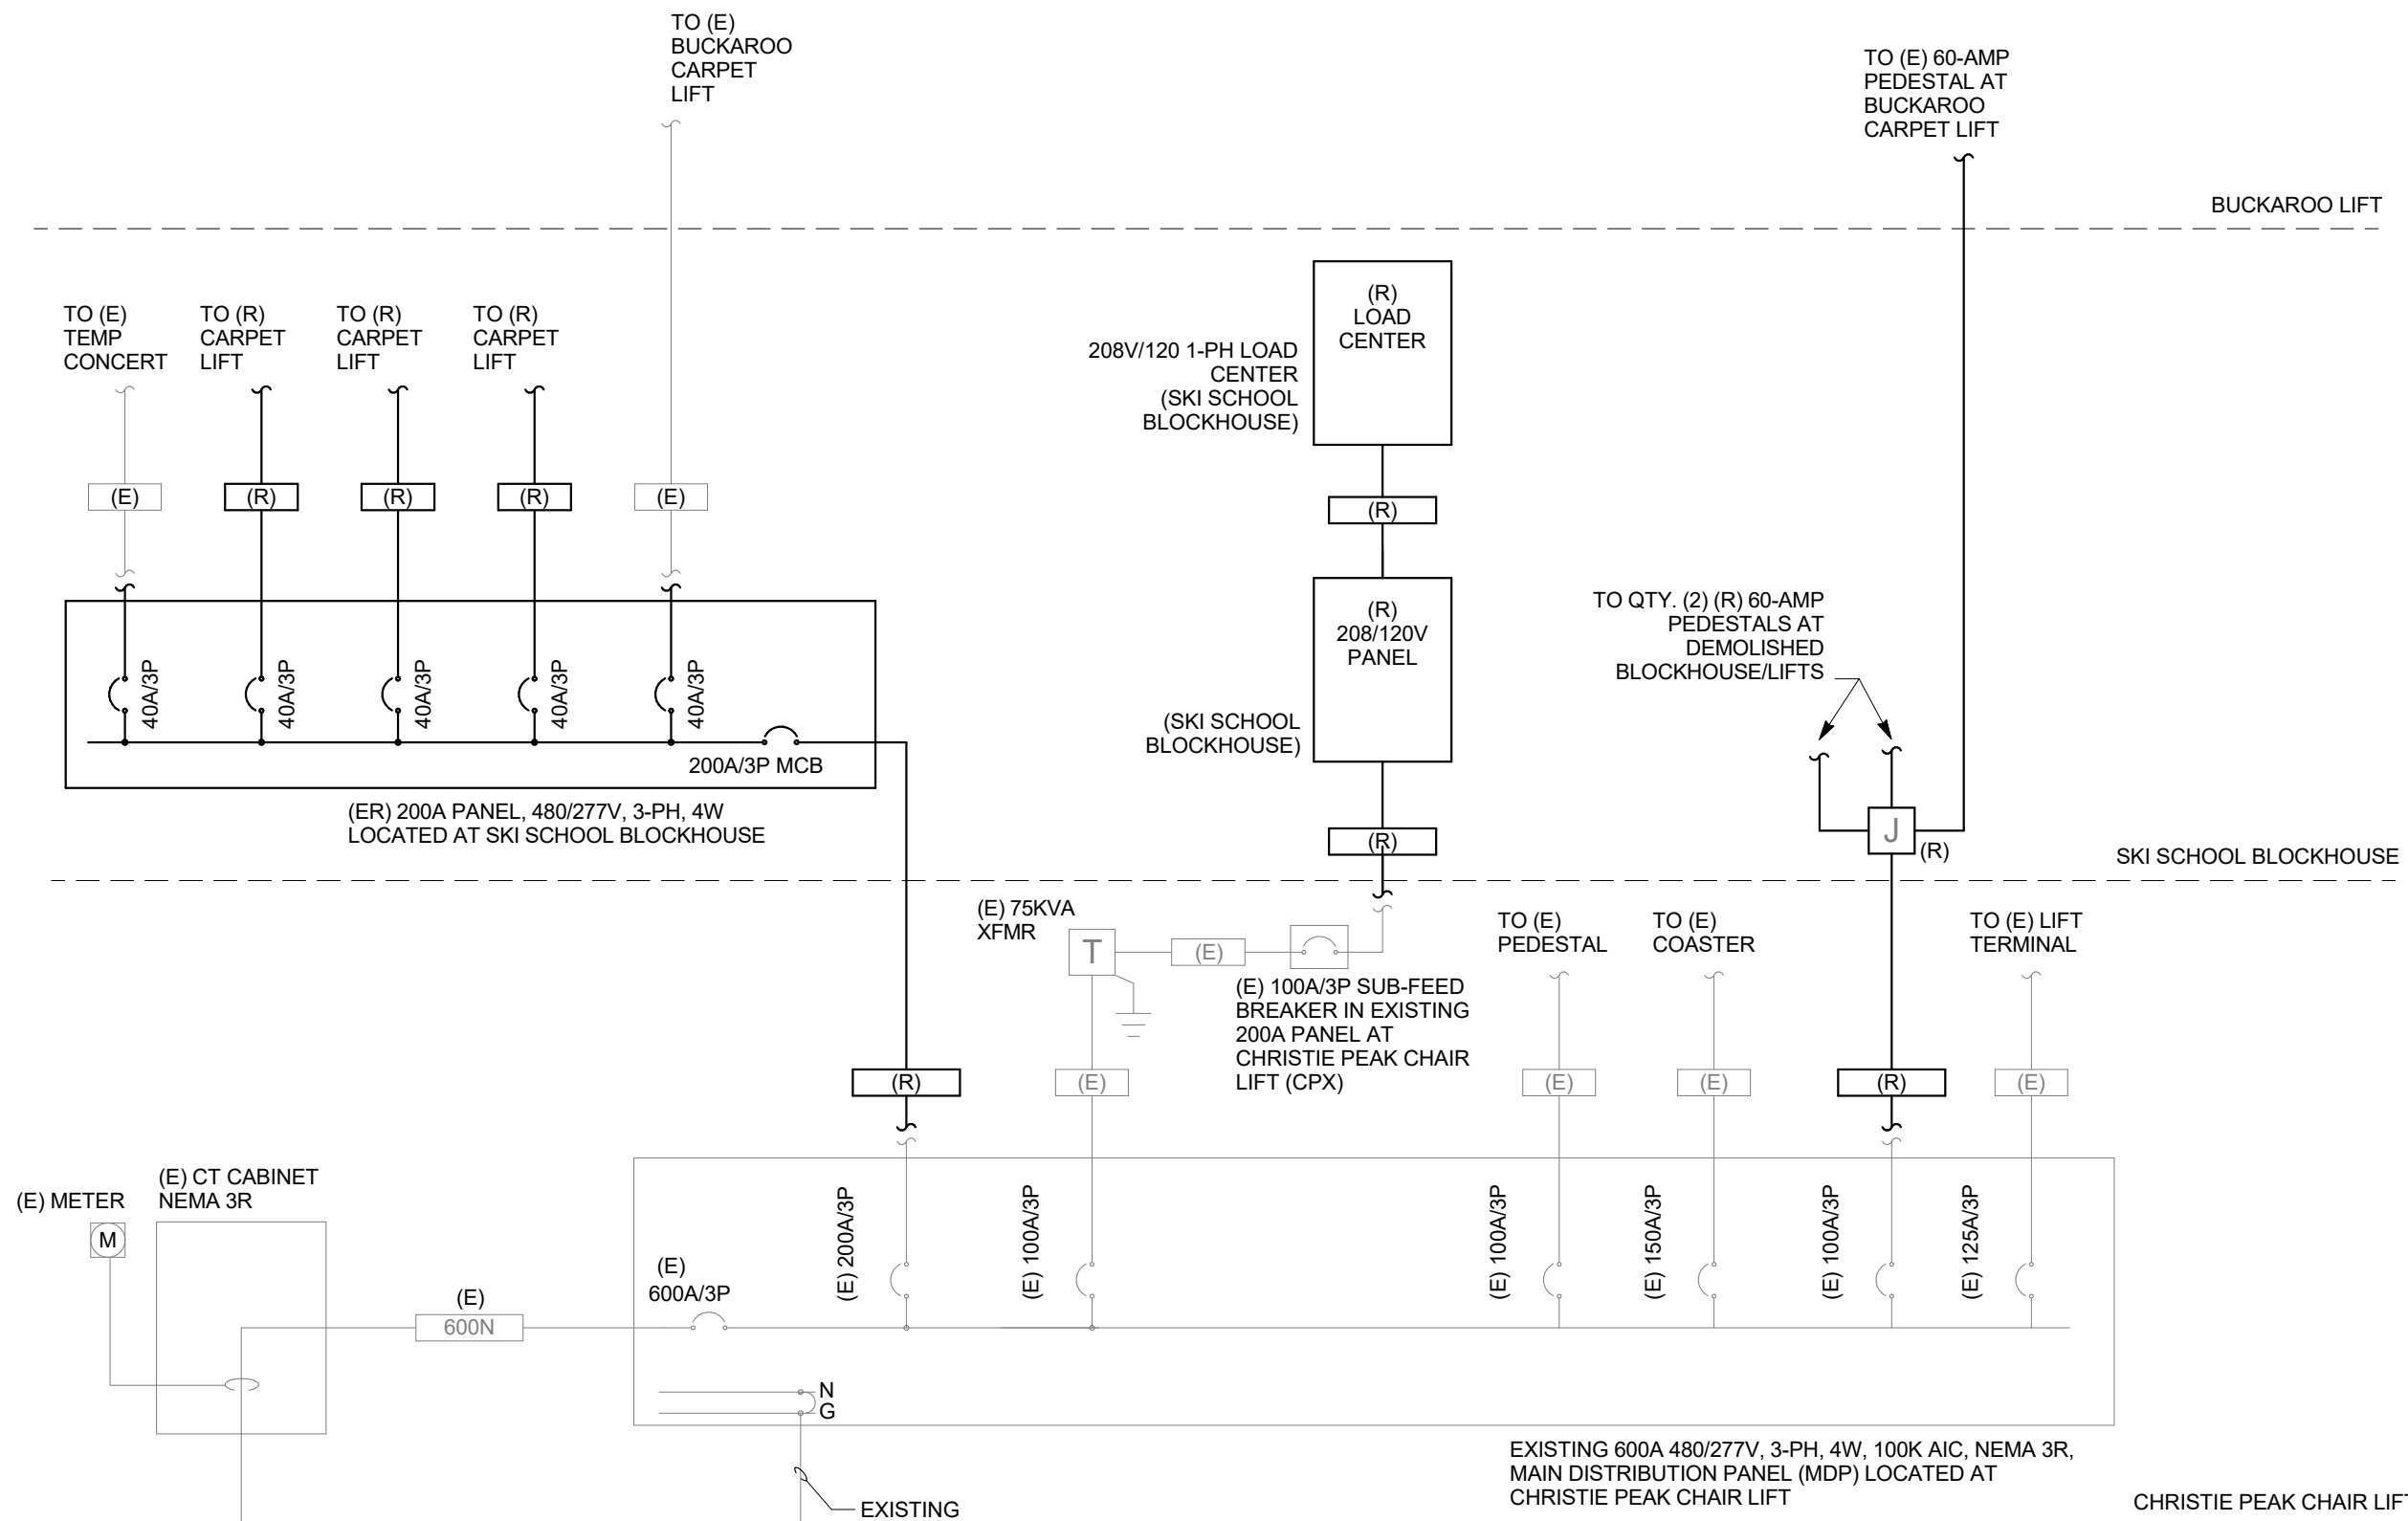 TO (E)
BUCKAROO
CARPET
LIFT
TO (E) 60-AMP
PEDESTAL AT
BUCKAROO
CARPET LIFT
BUCKAROO LIFT
TO (E)
TEMP
CONCERT
TO (R)
CARPET
LIFT
TO (R)
CARPET
LIFT
TO (R)
CARPET
LIFT
(E)
(R)
(R)
(R)
(E)
40A/3P
40A/3P
40A/3P
40A/3P
40A/3P
200A/3P MCB
(ER) 200A PANEL, 480/277V, 3-PH, 4W
LOCATED AT SKI SCHOOL BLOCKHOUSE
(R)
LOAD
CENTER
208V/120 1-PH LOAD
CENTER
(SKI SCHOOL
BLOCKHOUSE)
(R)
(R)
208/120V
PANEL
(SKI SCHOOL
BLOCKHOUSE)
(R)
TO QTY. (2) (R) 60-AMP
PEDESTALS AT
DEMOLISHED
BLOCKHOUSE/LIFTS
J
(R)
SKI SCHOOL BLOCKHOUSE
(E) 75KVA
XFMR
T
(E)
(E) 100A/3P SUB-FEED
BREAKER IN EXISTING
200A PANEL AT
CHRISTIE PEAK CHAIR
LIFT (CPX)
TO (E)
PEDESTAL
TO (E)
COASTER
TO (E) LIFT
TERMINAL
(R)
(E)
(E)
(E)
(R)
(E)
(E) METER
M
(E) CT CABINET
NEMA 3R
(E)
600N
(E)
600A/3P
(E) 200A/3P
(E) 100A/3P
(E) 100A/3P
(E) 150A/3P
(E) 100A/3P
(E) 125A/3P
N
G
EXISTING
EXISTING 600A 480/277V, 3-PH, 4W, 100K AIC, NEMA 3R,
MAIN DISTRIBUTION PANEL (MDP) LOCATED AT
CHRISTIE PEAK CHAIR LIFT
CHRISTIE PEAK CHAIR LIFT